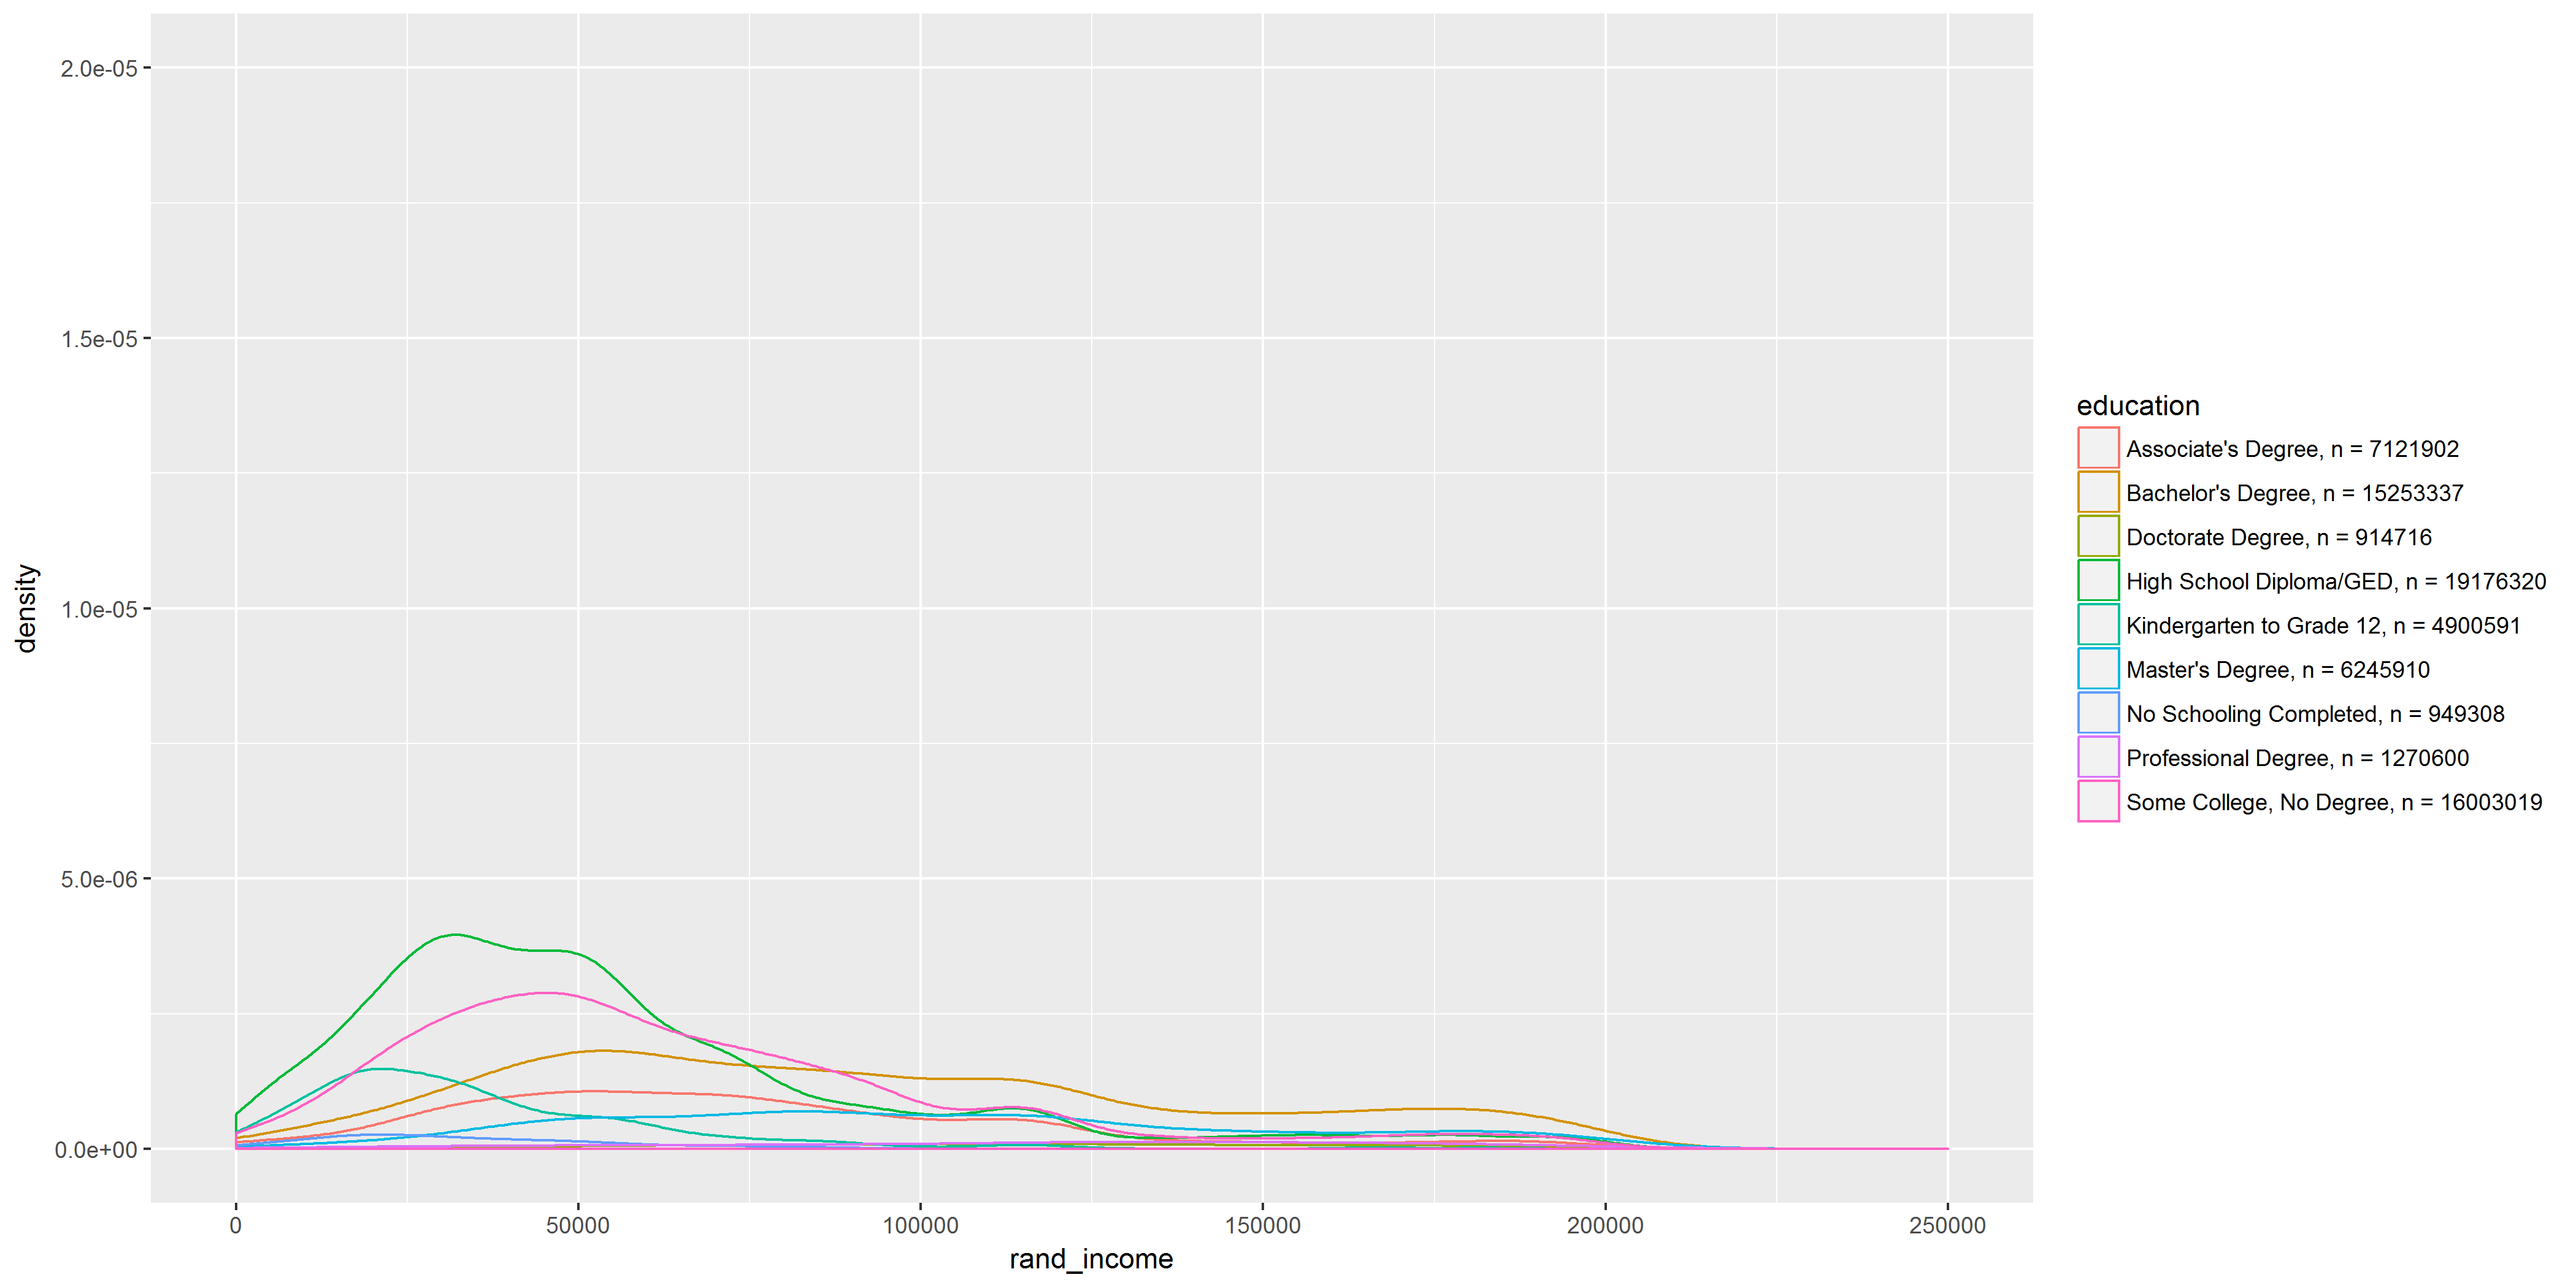 2.0e-05
1.5e-05
1.0e-05
5.0e-06
0.0e+00
density
0 50000 100000 150000 200000 250000
rand_income
education
Associate's Degree, n = 7121902
Bachelor's Degree, n = 15253337
Doctorate Degree, n = 914716
High School Diploma/GED, n = 19176320
Kindergarten to Grade 12, n = 4900591
Master's Degree, n = 6245910
No Schooling Completed, n = 949308
Professional Degree, n = 1270600
Some College, No Degree, n = 16003019